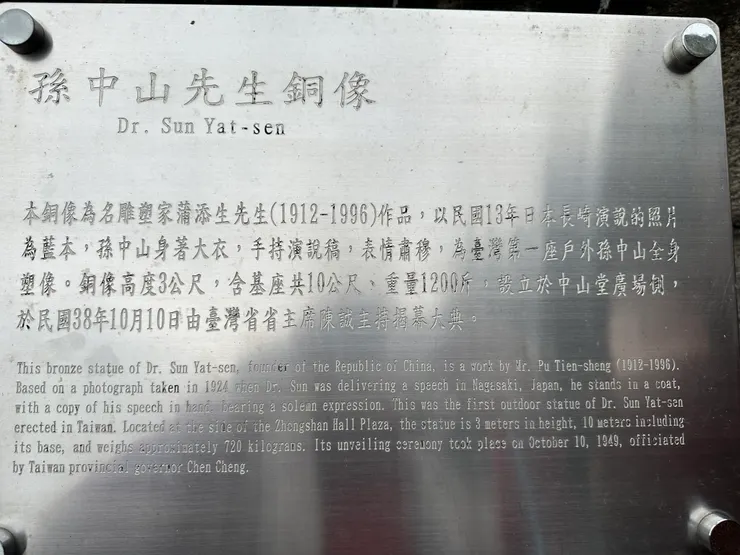 孫中山先生銅像
Dr. Sun Yat-sen
本銅像為名雕塑家蒲添生先生(1912-1996)作品，以民國13年日本長崎演說的照片
為藍本，孫中山身著大衣，手持演說稿，表情肅穆，為臺灣第一座戶外孫中山全身
塑像。銅像高度3公尺，含基座共10公尺，重量1200斤，設立於中山堂廣場側，
於民國38年10月10日由臺灣省省主席陳誠主持揭幕大典。
This bronze statue of Dr. Sun Yat-sen, founder of the Republic of China, is a work by Mr. Pu Tien-sheng (1912-1996).
Based on a photograph taken in 1924 when Dr. Sun was delivering a speech in Nagasaki, Japan, he stands in a coat,
with a copy of his speech in hand, bearing a solean expression. This was the first outdoor statue of Dr. Sun Yat-sen
erected in Taiwan. Located at the side of the Zhongshan Hall Plaza, the statue is 3 meters in height, 10 meters including
its base, and weighs approximately 720 kilograms. Its unveiling ceremony took place on October 10, 1949, officiated
by Taiwan provincial governor Chen Cheng.